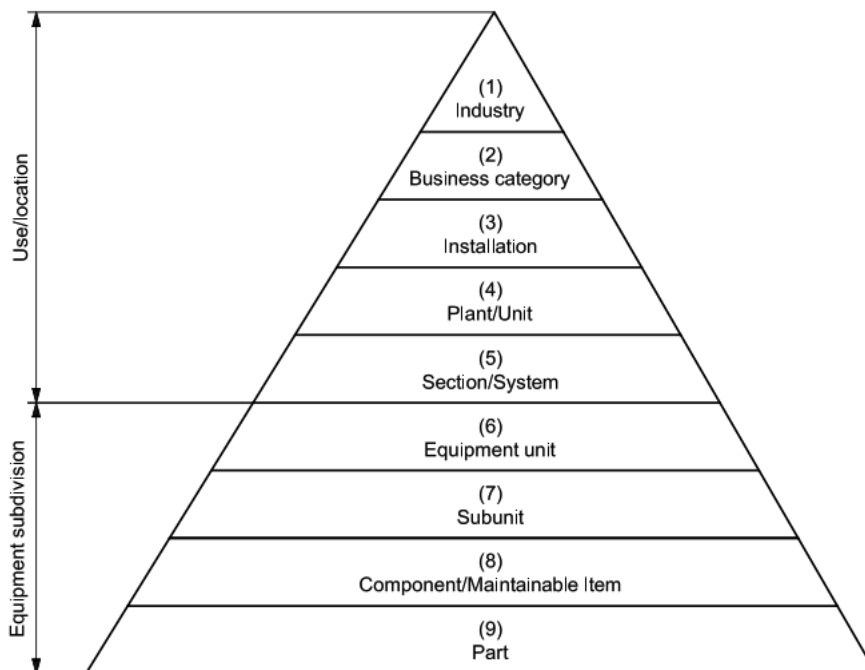 Use/location
Equipment subdivision
(1)
Industry
(2)
Business category
(3)
Installation
(4)
Plant/Unit
(5)
Section/System
(6)
Equipment unit
(7)
Subunit
(8)
Component/Maintainable Item
(9)
Part